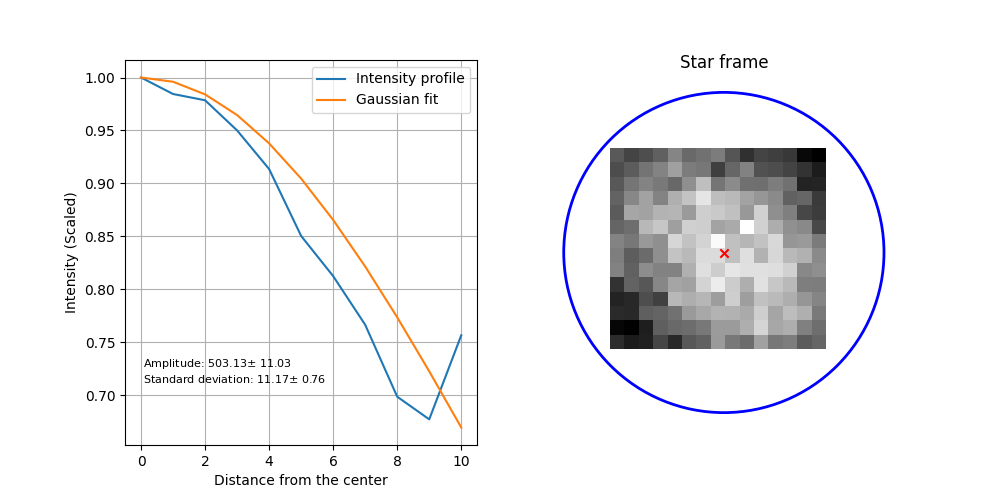 Star frame
Intensity profile
Gaussian fit
1.00
0.95
0.90
0.85
0.80
0.75
0.70
Intensity (Scaled)
Amplitude: 503.13± 11.03
Standard deviation: 11.17± 0.76
0 2 4 6 8 10
Distance from the center